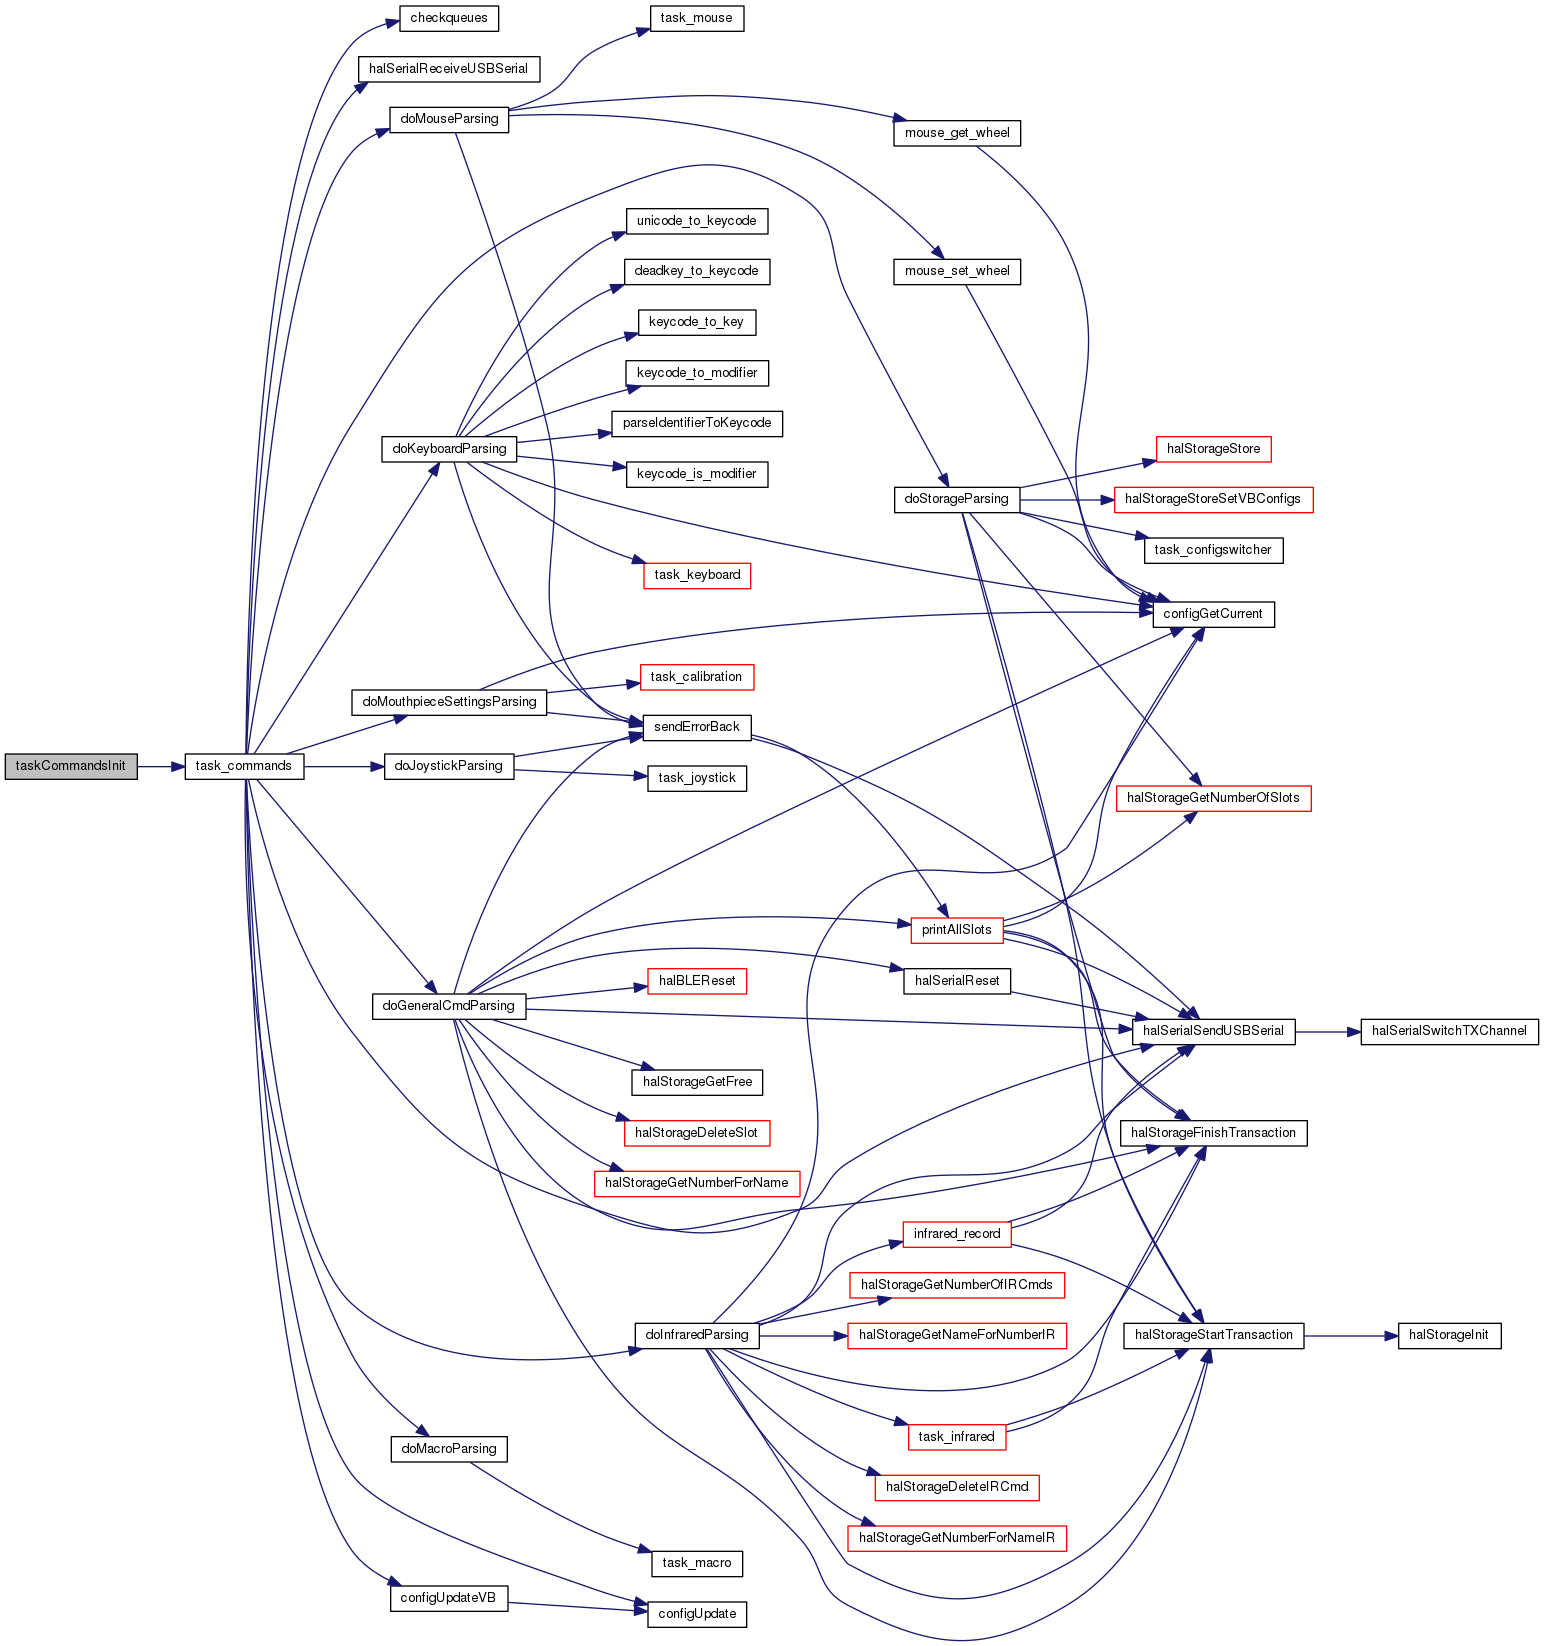 checkqueues
task_mouse
halSerialReceiveUSBSerial
doMouseParsing
mouse_get_wheel
unicode_to_keycode
deadkey_to_keycode
mouse_set_wheel
keycode_to_key
keycode_to_modifier
parseIdentifierToKeycode
doKeyboardParsing
halStorageStore
keycode_is_modifier
doStorageParsing
halStorageStoreSetVBConfigs
task_configswitcher
task_keyboard
configGetCurrent
task_calibration
doMouthpieceSettingsParsing
sendErrorBack
taskCommandsInit
task_commands
doJoystickParsing
task_joystick
halStorageGetNumberOfSlots
printAllSlots
halBLEReset
halSerialReset
doGeneralCmdParsing
halSerialSendUSBSerial
halSerialSwitchTXChannel
halStorageGetFree
halStorageDeleteSlot
halStorageFinishTransaction
halStorageGetNumberForName
infrared_record
halStorageGetNumberOfIRCmds
doInfraredParsing
halStorageGetNameForNumberIR
halStorageStartTransaction
halStorageInit
task_infrared
doMacroParsing
halStorageDeleteIRCmd
halStorageGetNumberForNameIR
task_macro
configUpdateVB
configUpdate